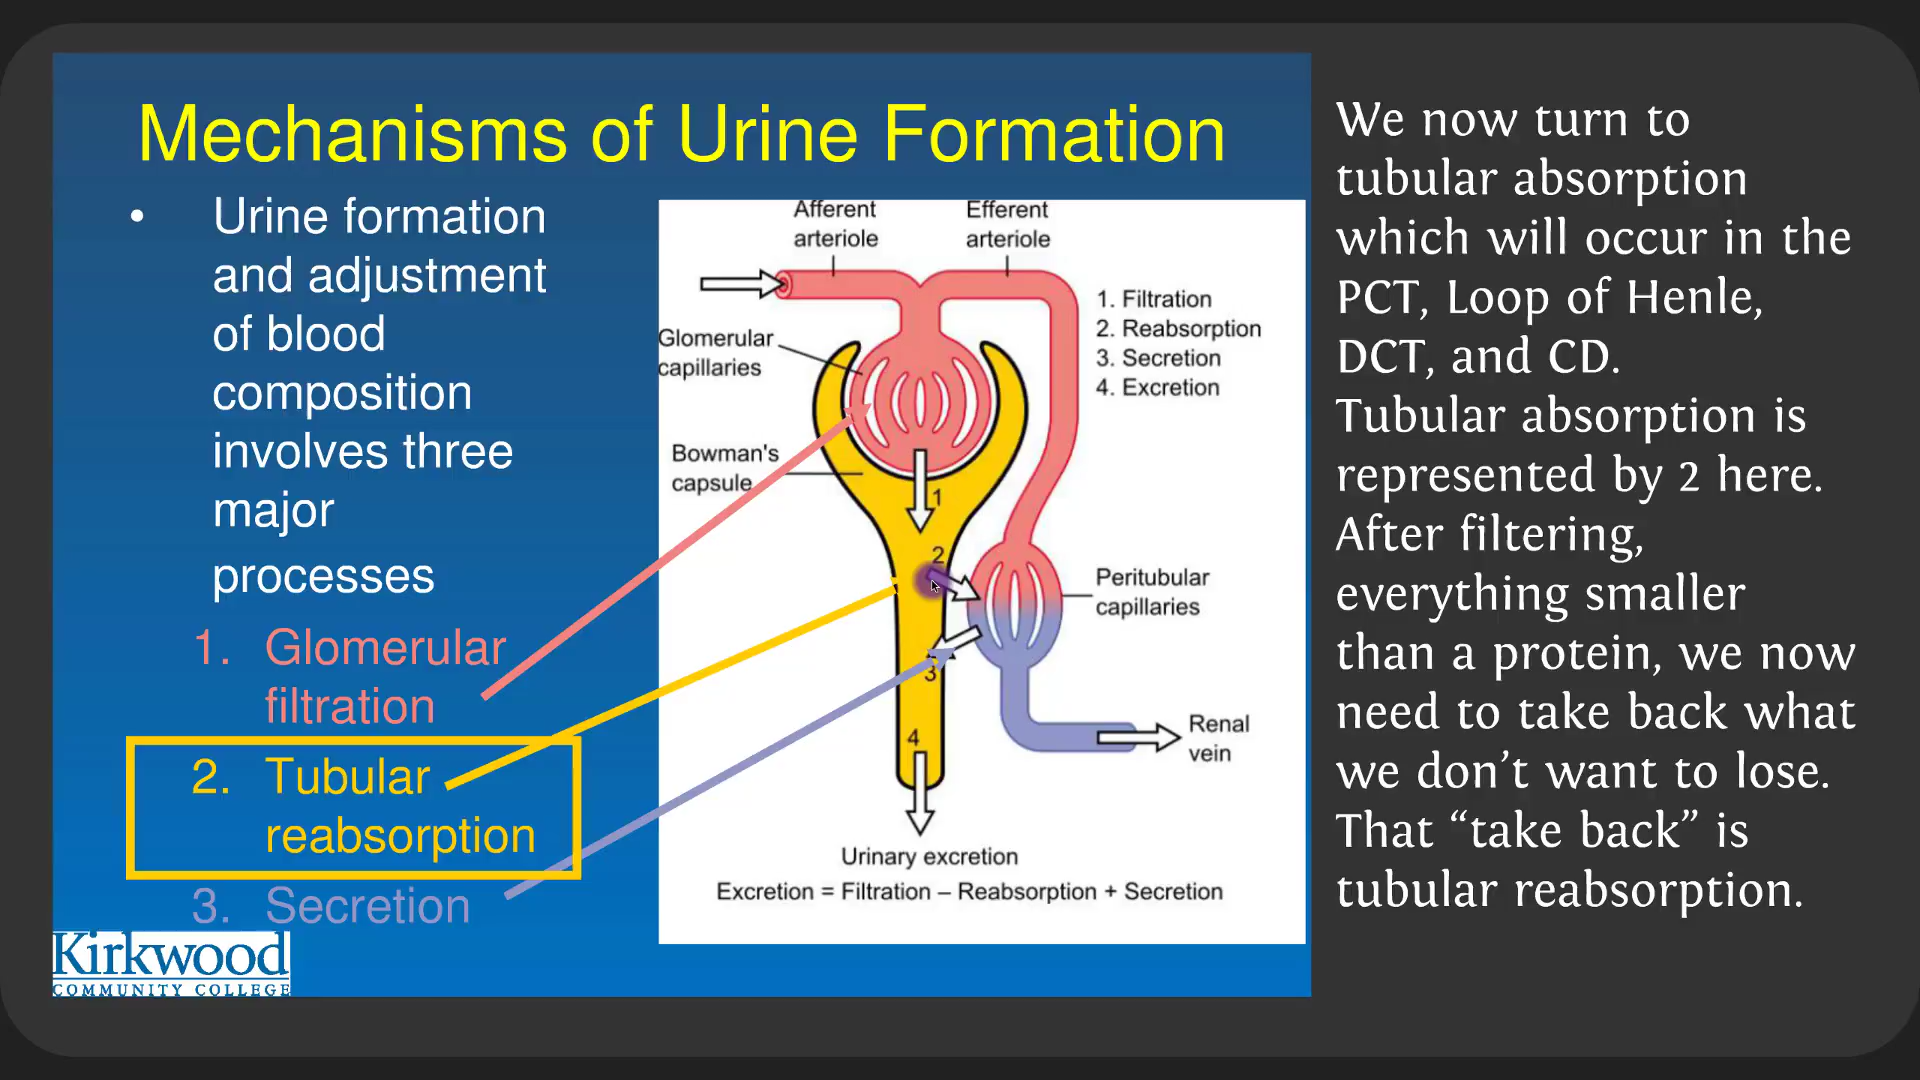 Mechanisms of Urine Formation
• Urine formation
and adjustment
of blood
composition
involves three
major
processes
1. Glomerular
filtration
2. Tubular
reabsorption
3. Secretion
Kirkwood
COMMUNITY COLLEGE
Afferent
arteriole
Efferent
arteriole
1. Filtration
2. Reabsorption
3. Secretion
4. Excretion
Glomerular
capillaries
Bowman's
capsule
1
2
3
4
Peritubular
capillaries
Renal
vein
Urinary excretion
Excretion = Filtration – Reabsorption + Secretion
We now turn to
tubular absorption
which will occur in the
PCT, Loop of Henle,
DCT, and CD.
Tubular absorption is
represented by 2 here.
After filtering,
everything smaller
than a protein, we now
need to take back what
we don’t want to lose.
That “take back” is
tubular reabsorption.